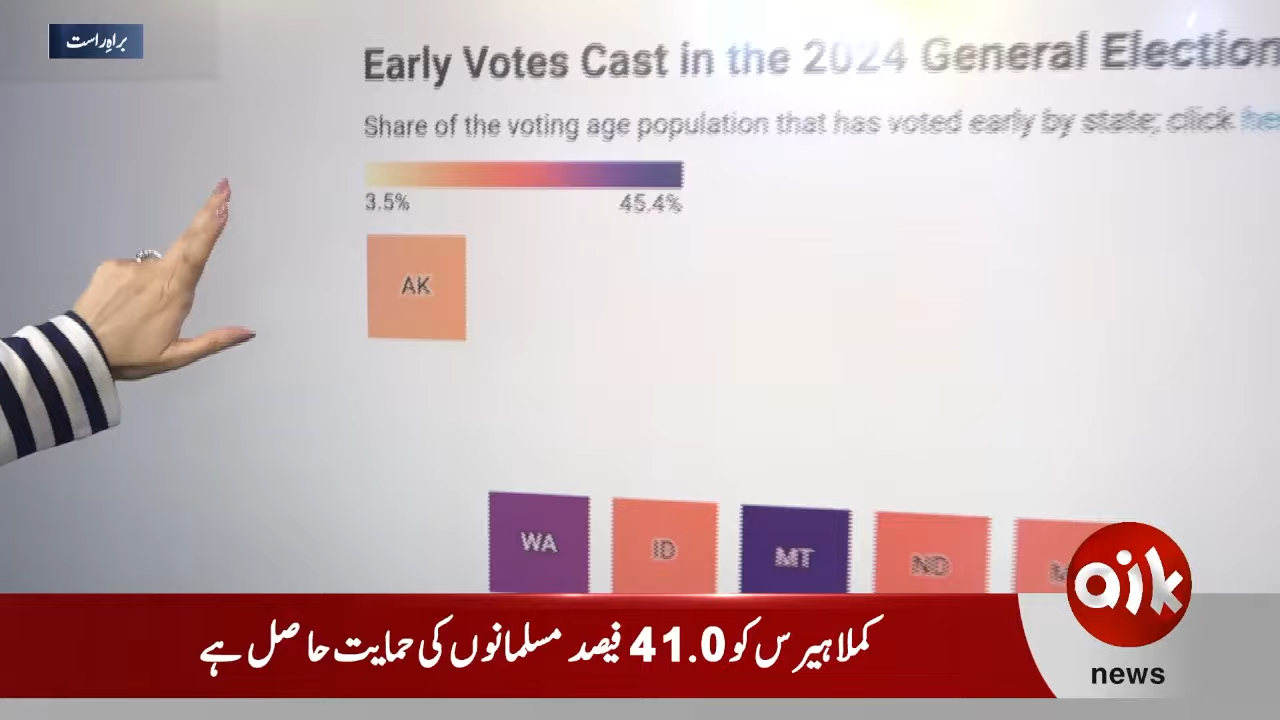 براہِ راست
Early Votes Cast in the 2024 General Election
Share of the voting age population that has voted early by state; click
3.5% 45.4%
AK
WA ID MT ND
کملا ہیرس کو 41.0 فیصد مسلمانوں کی حمایت حاصل ہے
aik
news